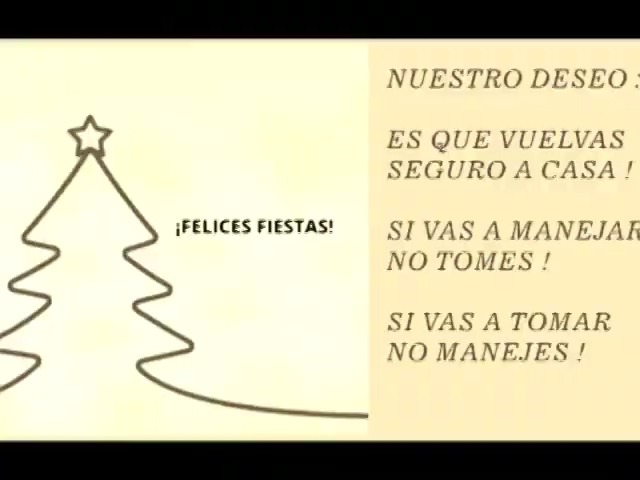 ¡FELICES FIESTAS!
NUESTRO DESEO :
ES QUE VUELVAS
SEGURO A CASA !
SI VAS A MANEJAR
NO TOMES !
SI VAS A TOMAR
NO MANEJES !